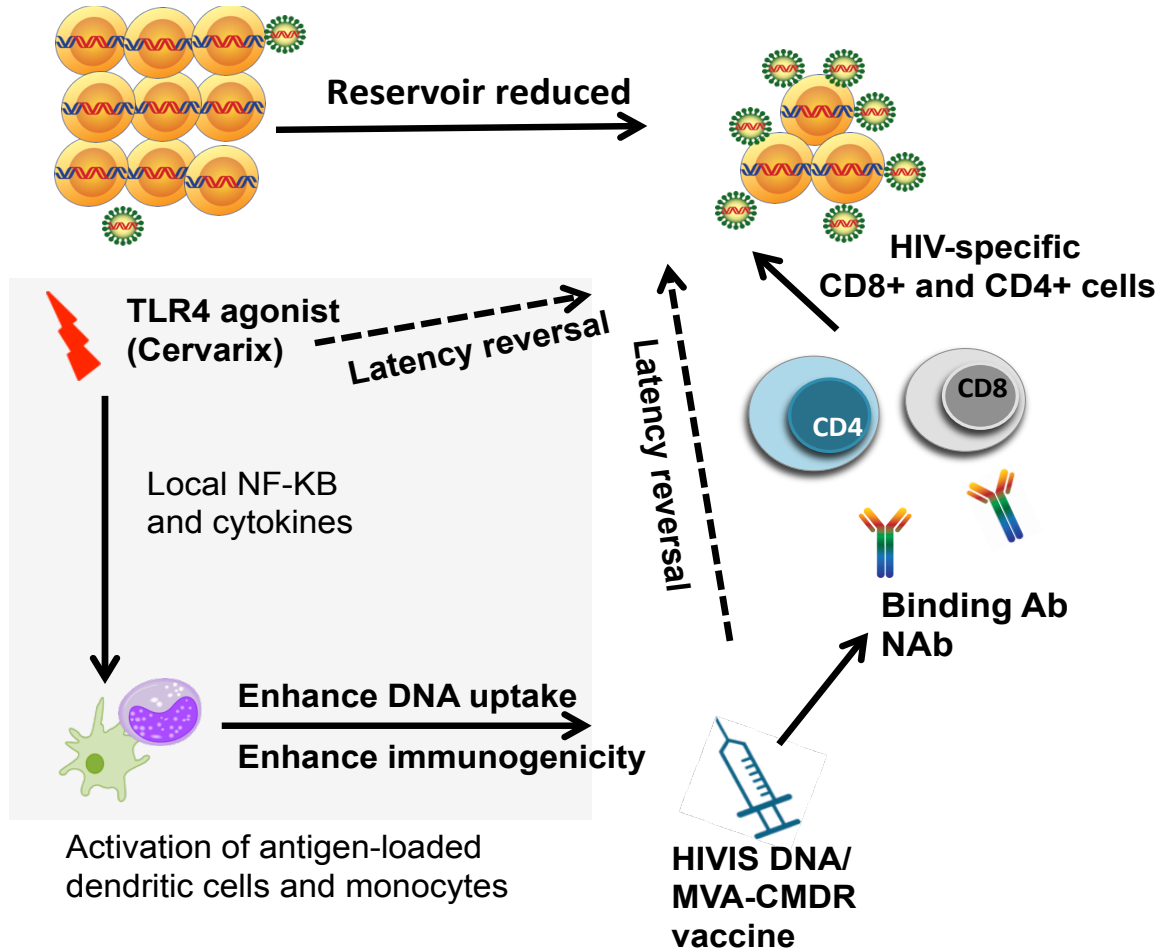 Reservoir reduced
HIV-specific
CD8+ and CD4+ cells
TLR4 agonist
(Cervarix)
Latency reversal
Latency reversal
CD4
CD8
Local NF-KB
and cytokines
Binding Ab
NAb
Enhance DNA uptake
Enhance immunogenicity
Activation of antigen-loaded
dendritic cells and monocytes
HIVIS DNA/
MVA-CMDR
vaccine